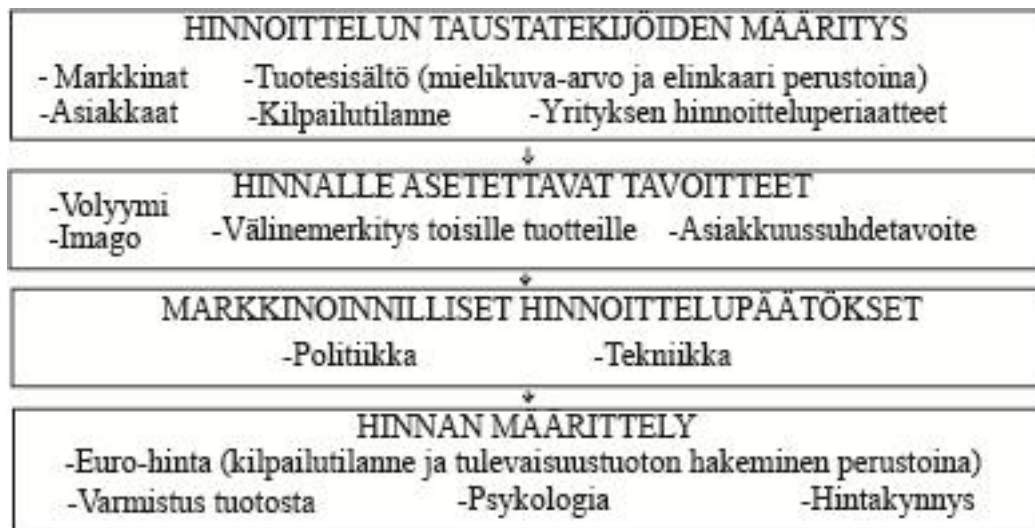 HINNOITTELUN TAUSTATEKIJÖIDEN MÄÄRITYS
- Markkinat -Tuotesisältö (mielikuva-arvo ja elinkaari perustoina)
-Asiakkaat -Kilpailutilanne -Yrityksen hinnoitteluperiaatteet
HINNALLE ASETETTAVAT TAVOITTEET
-Volyymi
-Imago -Välinemerkitys toisille tuotteille -Asiakkuussuhdetavoite
MARKKINOINNILLISET HINNOITTELUPÄÄTÖKSET
-Politiikka -Tekniikka
HINNAN MÄÄRITTELY
-Euro-hinta (kilpailutilanne ja tulevaisuustuoton hakeminen perustoina)
-Varmistus tuotosta -Psykologia -Hintakynnys